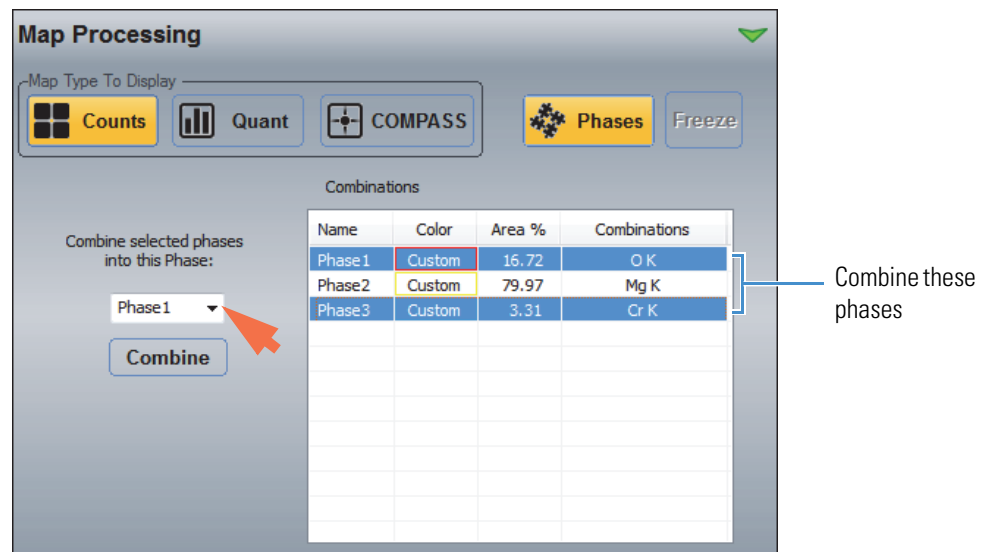 Map Processing
Map Type To Display
Counts Quant COMPASS Phases Freeze
Combinations
Combine selected phases
into this Phase:
Phase1
Combine
Name Color Area % Combinations
Phase1 Custom 16.72 O K
Phase2 Custom 79.97 Mg K
Phase3 Custom 3.31 Cr K
Combine these
phases